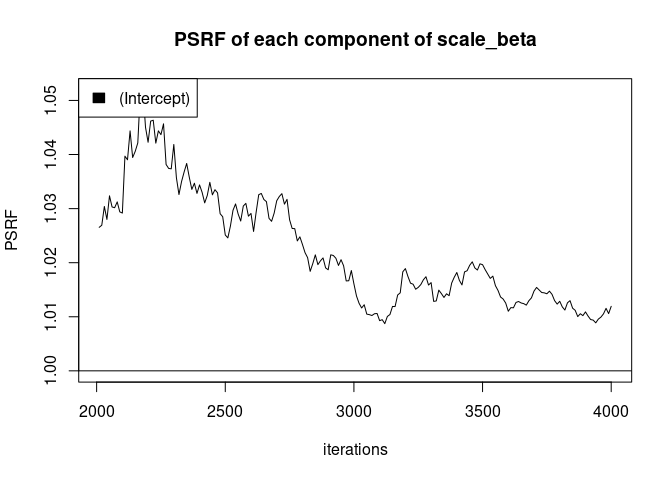 PSRF of each component of scale_beta
(Intercept)
PSRF
1.05
1.04
1.03
1.02
1.01
1.00
2000 2500 3000 3500 4000
iterations